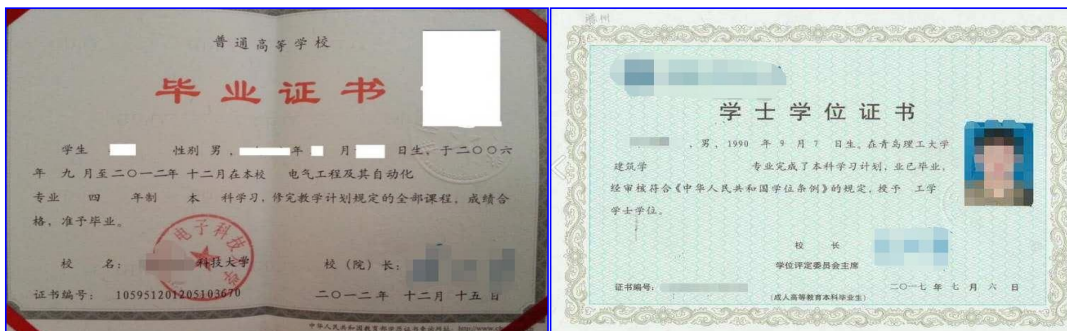 普通高等学校
毕业证书
学生 性别 男， 年 月 日生，于二〇〇六
年 九 月至二〇一二年 十二月在本校 电气工程及其自动化
专业 四 年制 本 科学习，修完教学计划规定的全部课程，成绩合
格，准予毕业。
电子科技
校 名： 科技大学 校（院）长：
证书编号： 105951201205103670 二〇一二年 十二月 十五日
学士学位证书
，男，1990 年 9 月 7 日生。在青岛理工大学
建筑学 专业完成了本科学习计划，业已毕业，
经审核符合《中华人民共和国学位条例》的规定，授予 工学
学士学位。
校 长
学位评定委员会主席
证书编号： 二〇一七年 七 月 六 日
（成人高等教育本科毕业生）